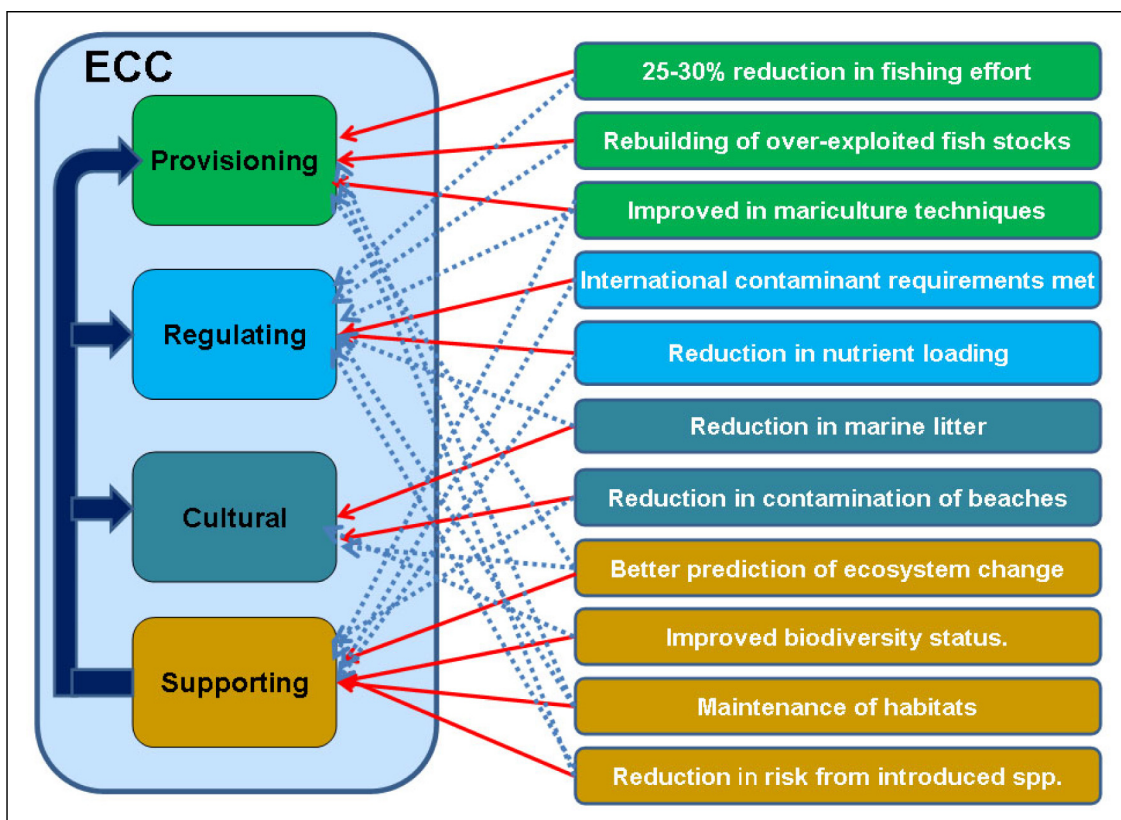 ECC
Provisioning
Regulating
Cultural
Supporting
25-30% reduction in fishing effort
Rebuilding of over-exploited fish stocks
Improved in mariculture techniques
International contaminant requirements met
Reduction in nutrient loading
Reduction in marine litter
Reduction in contamination of beaches
Better prediction of ecosystem change
Improved biodiversity status.
Maintenance of habitats
Reduction in risk from introduced spp.